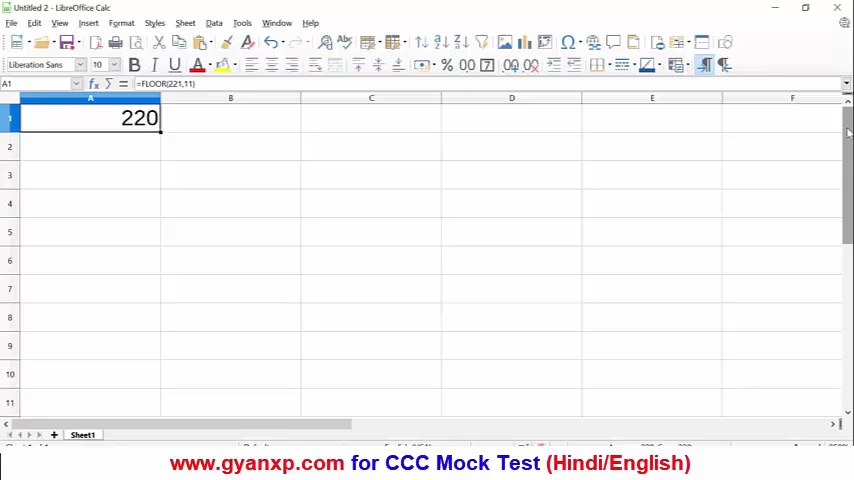 Untitled 2 - LibreOffice Calc
File Edit View Insert Format Styles Sheet Data Tools Window Help
Liberation Sans 10
A1 =FLOOR(221,11)
A B C D E F
1 220
2
3
4
5
6
7
8
9
10
11
Sheet1
www.gyanxp.com for CCC Mock Test (Hindi/English)